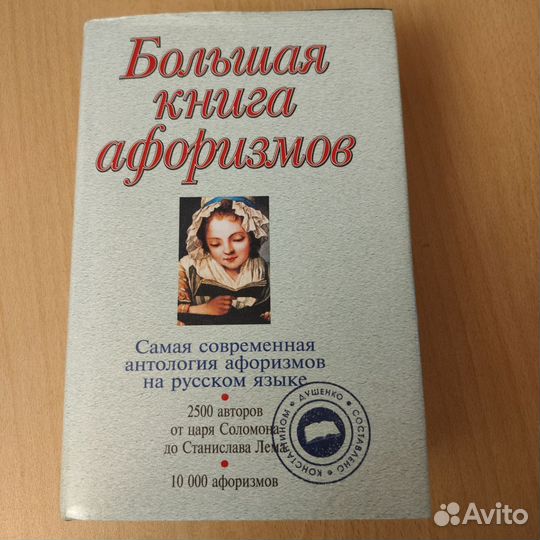 Большая
книга
афоризмов
Самая современная
антология афоризмов
на русском языке
• 2500 авторов
от царя Соломона
до Станислава Лема
• 10 000 афоризмов
СОСТАВЛЕНО • КОНСТАНТИНОМ • ДУШЕНКО •
Avito